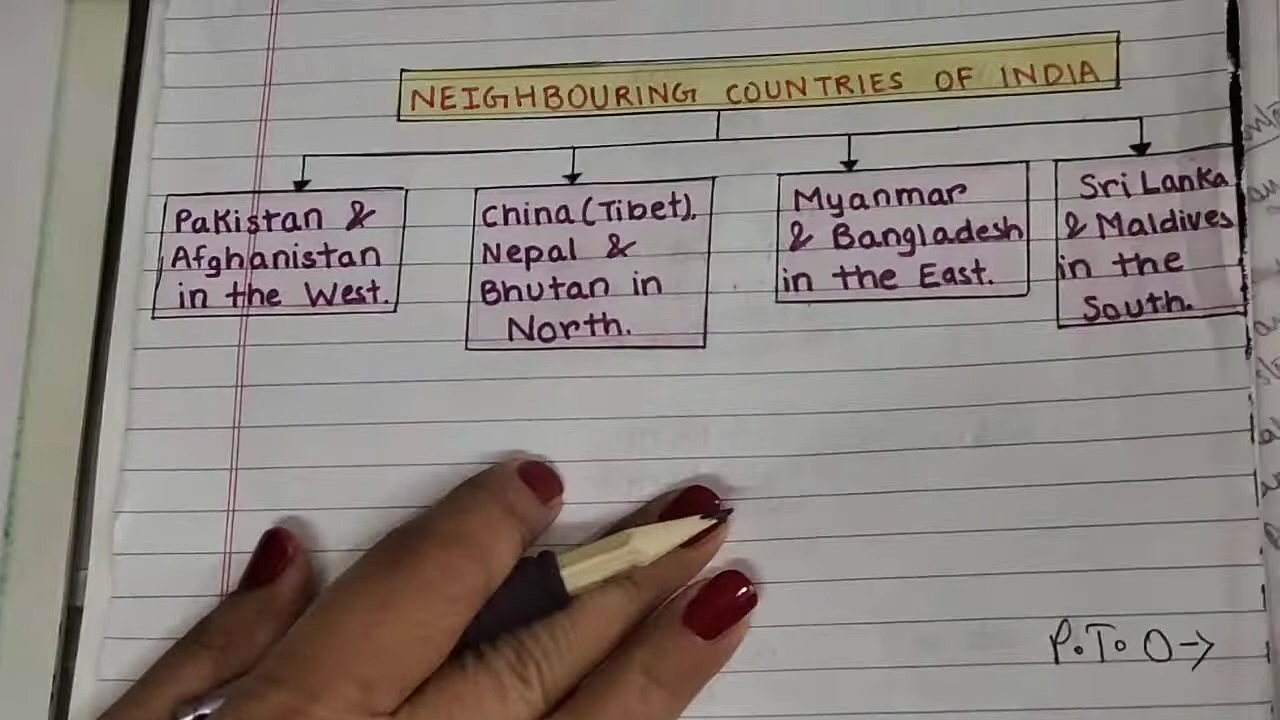 NEIGHBOURING COUNTRIES OF INDIA
Pakistan &
Afghanistan
in the West.
China (Tibet),
Nepal &
Bhutan in
North.
Myanmar
& Bangladesh
in the East.
Sri Lanka
& Maldives
in the
South.
P.T.O→